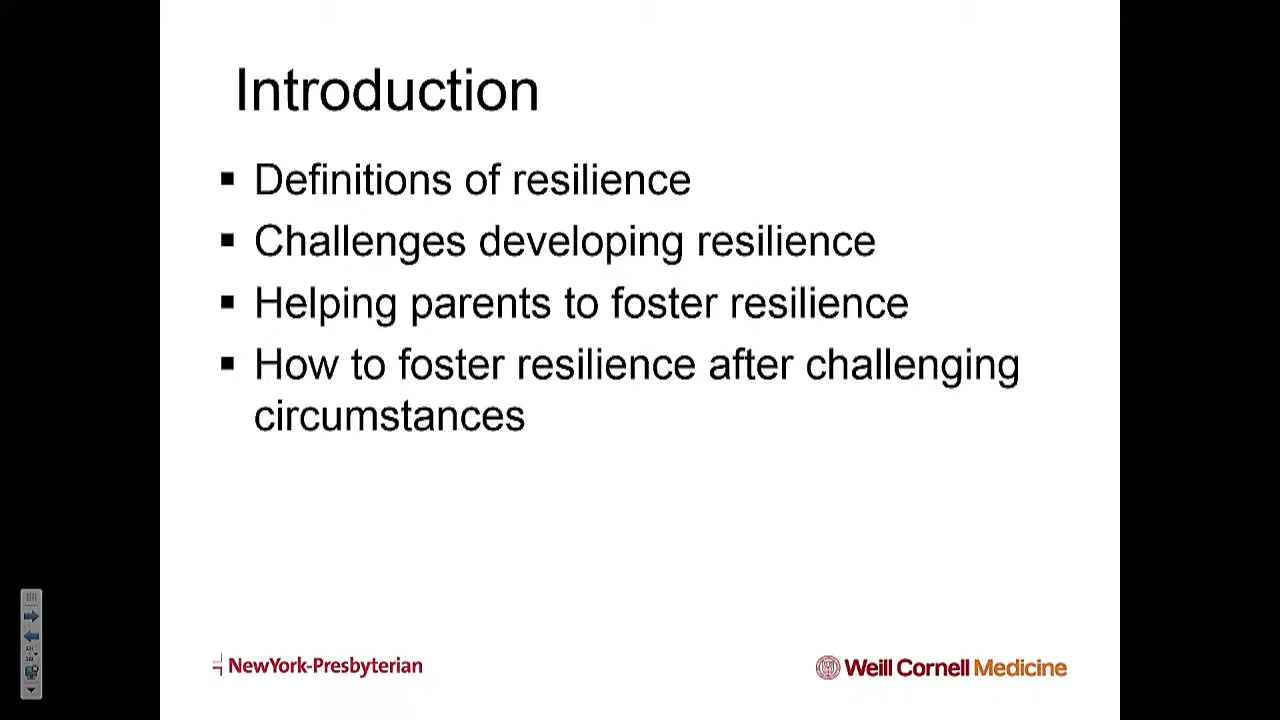 Introduction
▪ Definitions of resilience
▪ Challenges developing resilience
▪ Helping parents to foster resilience
▪ How to foster resilience after challenging
circumstances
NewYork-Presbyterian
Weill Cornell Medicine